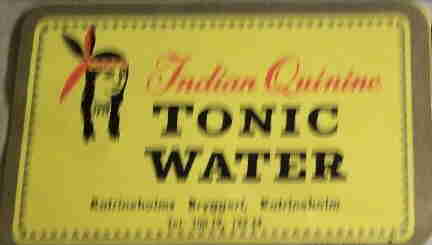 Indian Quinine
TONIC
WATER
Katrineholms Bryggeri, Katrineholm
Tel.